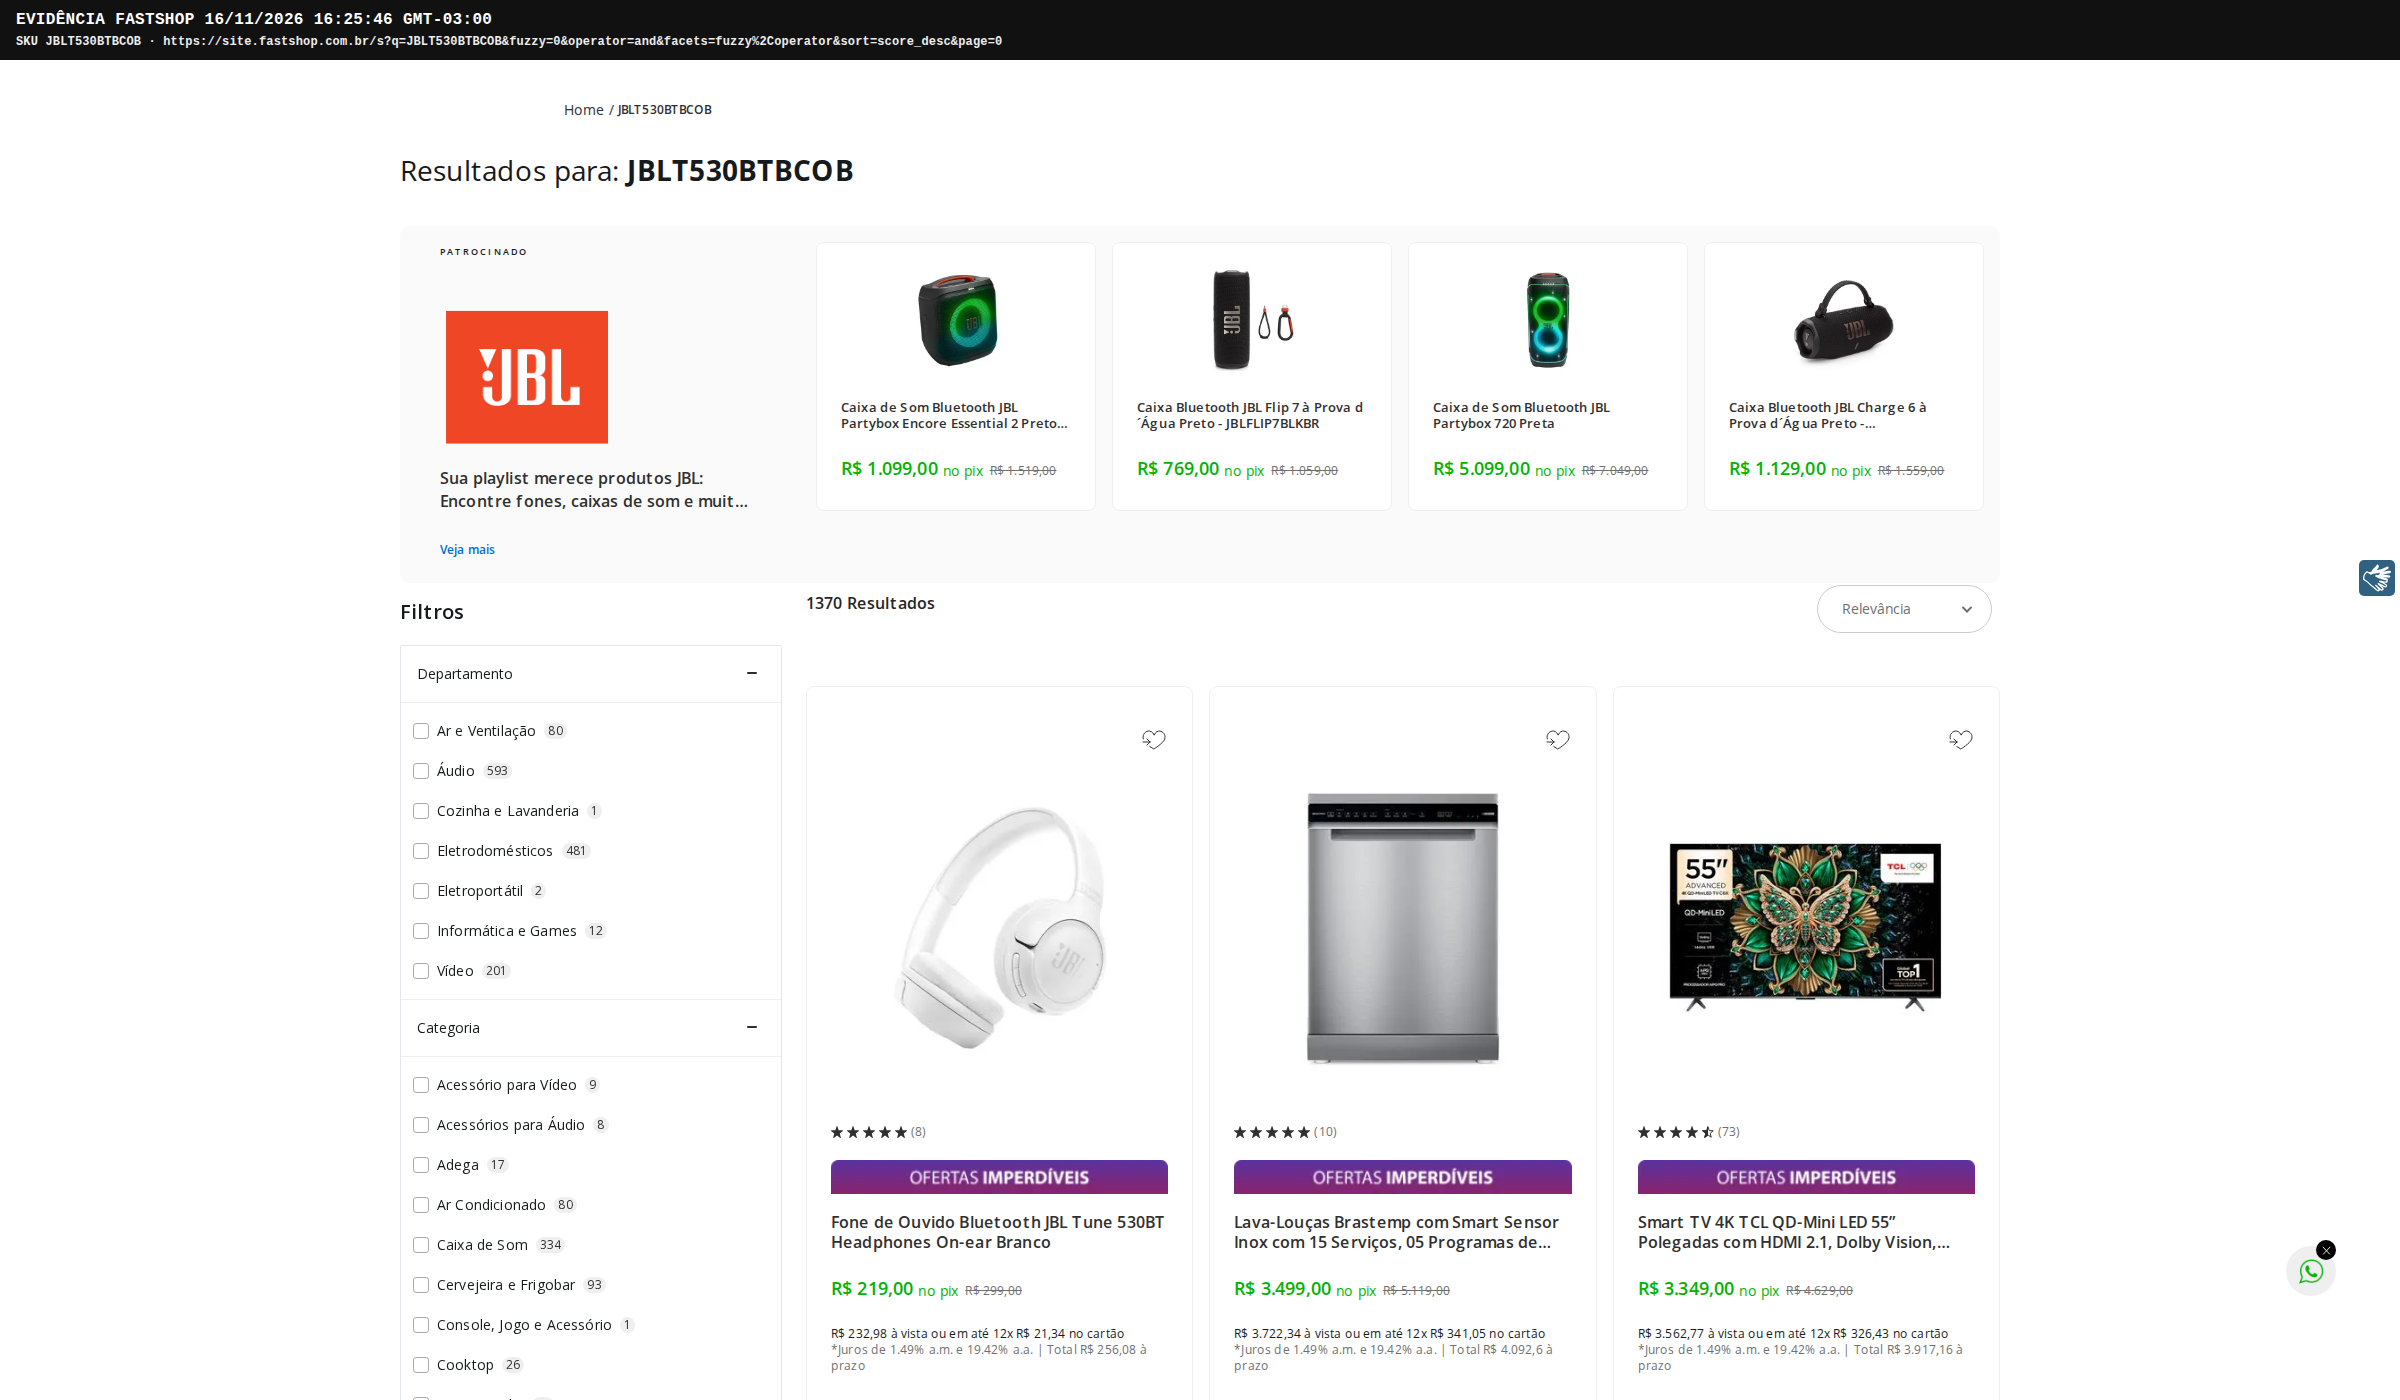 EVIDÊNCIA FASTSHOP 16/11/2026 16:25:46 GMT-03:00
SKU JBLT530BTBCOB · https://site.fastshop.com.br/s?q=JBLT530BTBCOB&fuzzy=0&operator=and&facets=fuzzy%2Coperator&sort=score_desc&page=0
Home / JBLT530BTBCOB
Resultados para: JBLT530BTBCOB
PATROCINADO
JBL
Sua playlist merece produtos JBL:
Encontre fones, caixas de som e muit...
Veja mais
Caixa de Som Bluetooth JBL
Partybox Encore Essential 2 Preto...
R$ 1.099,00 no pix R$ 1.519,00
JBL
Caixa Bluetooth JBL Flip 7 à Prova d
´Água Preto - JBLFLIP7BLKBR
R$ 769,00 no pix R$ 1.059,00
Caixa de Som Bluetooth JBL
Partybox 720 Preta
R$ 5.099,00 no pix R$ 7.049,00
JBL
Caixa Bluetooth JBL Charge 6 à
Prova d´Água Preto -...
R$ 1.129,00 no pix R$ 1.559,00
Filtros
1370 Resultados
Relevância
Departamento
Ar e Ventilação 80
Áudio 593
Cozinha e Lavanderia 1
Eletrodomésticos 481
Eletroportátil 2
Informática e Games 12
Vídeo 201
Categoria
Acessório para Vídeo 9
Acessórios para Áudio 8
Adega 17
Ar Condicionado 80
Caixa de Som 334
Cervejeira e Frigobar 93
Console, Jogo e Acessório 1
Cooktop 26
JBL
(8)
OFERTAS IMPERDÍVEIS
Fone de Ouvido Bluetooth JBL Tune 530BT
Headphones On-ear Branco
R$ 219,00 no pix R$ 299,00
R$ 232,98 à vista ou em até 12x R$ 21,34 no cartão
*Juros de 1.49% a.m. e 19.42% a.a. | Total R$ 256,08 à
prazo
(10)
OFERTAS IMPERDÍVEIS
Lava-Louças Brastemp com Smart Sensor
Inox com 15 Serviços, 05 Programas de...
R$ 3.499,00 no pix R$ 5.119,00
R$ 3.722,34 à vista ou em até 12x R$ 341,05 no cartão
*Juros de 1.49% a.m. e 19.42% a.a. | Total R$ 4.092,6 à
prazo
55”
ADVANCED
TCL
QD-Mini LED
TOP 1
(73)
OFERTAS IMPERDÍVEIS
Smart TV 4K TCL QD-Mini LED 55”
Polegadas com HDMI 2.1, Dolby Vision,...
R$ 3.349,00 no pix R$ 4.629,00
R$ 3.562,77 à vista ou em até 12x R$ 326,43 no cartão
*Juros de 1.49% a.m. e 19.42% a.a. | Total R$ 3.917,16 à
prazo